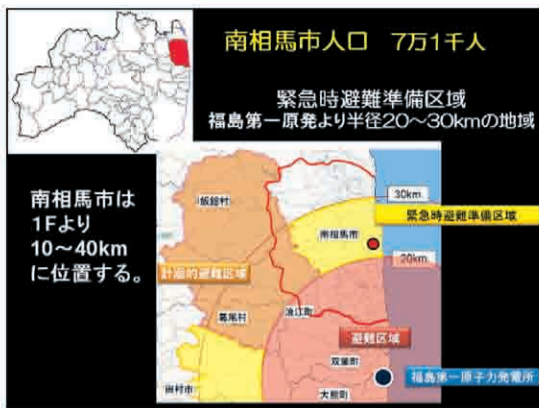 南相馬市人口 7万1千人
緊急時避難準備区域
福島第一原発より半径20～30kmの地域
南相馬市は
1Fより
10～40km
に位置する。
飯舘村
30km
緊急時避難準備区域
南相馬市
20km
計画的避難区域
葛尾村
浪江町
避難区域
双葉町
福島第一原子力発電所
田村市
大熊町